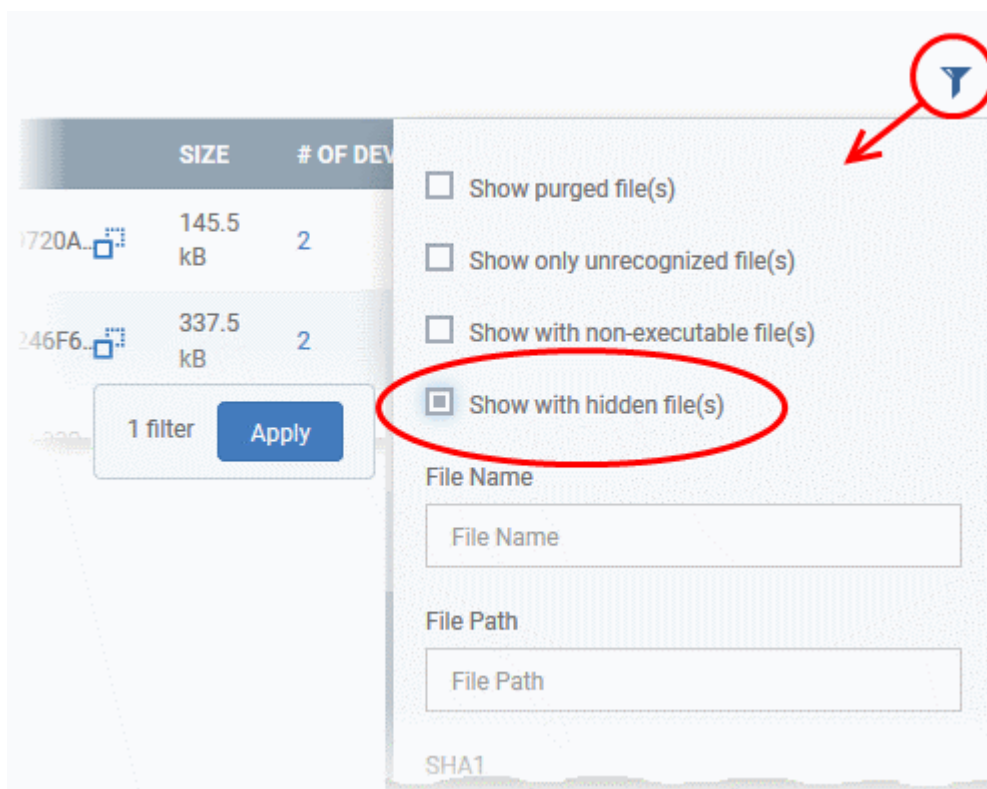 SIZE
# OF DEV
Show purged file(s)
720A..
145.5
kB
2
Show only unrecognized file(s)
246F6..
337.5
kB
2
Show with non-executable file(s)
Show with hidden file(s)
1 filter
Apply
File Name
File Name
File Path
File Path
SHA1